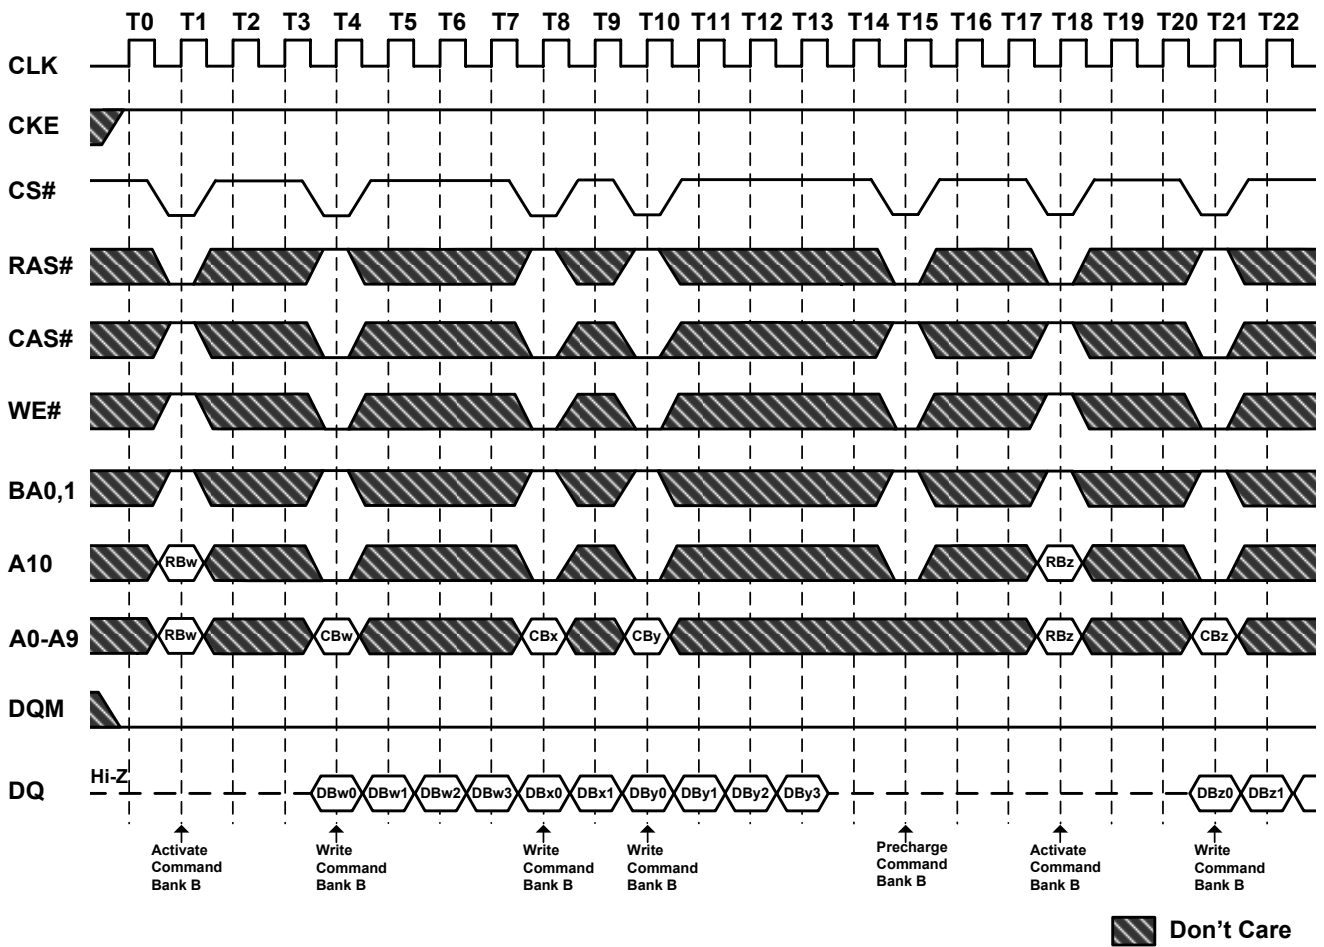 T0 T1 T2 T3 T4 T5 T6 T7 T8 T9 T10 T11 T12 T13 T14 T15 T16 T17 T18 T19 T20 T21 T22
CLK
CKE
CS#
RAS#
CAS#
WE#
BA0,1
A10 RBw RBz
A0-A9 RBw CBw CBx CBy RBz CBz
DQM
Hi-Z
DQ DBw0 DBw1 DBw2 DBw3 DBx0 DBx1 DBy0 DBy1 DBy2 DBy3 DBz0 DBz1
Activate
Command
Bank B
Write
Command
Bank B
Write
Command
Bank B
Write
Command
Bank B
Precharge
Command
Bank B
Activate
Command
Bank B
Write
Command
Bank B
Don't Care